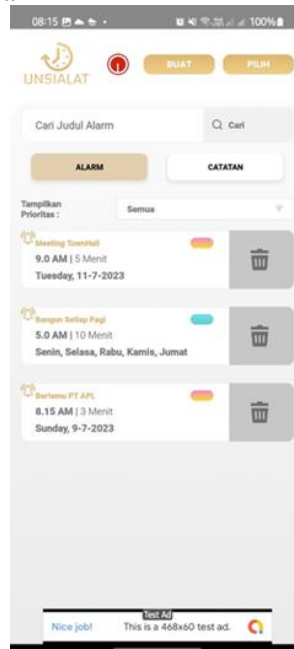 08:15
100%
UNSIALAT
BUAT
PILIH
Cari Judul Alarm
Cari
ALARM
CATATAN
Tampilkan
Prioritas :
Semua
Meeting TownHall
9.0 AM | 5 Menit
Tuesday, 11-7-2023
Bangun Setiap Pagi
5.0 AM | 10 Menit
Senin, Selasa, Rabu, Kamis, Jumat
Bertemu PT APL
8.15 AM | 3 Menit
Sunday, 9-7-2023
Test Ad
Nice job!
This is a 468x60 test ad.